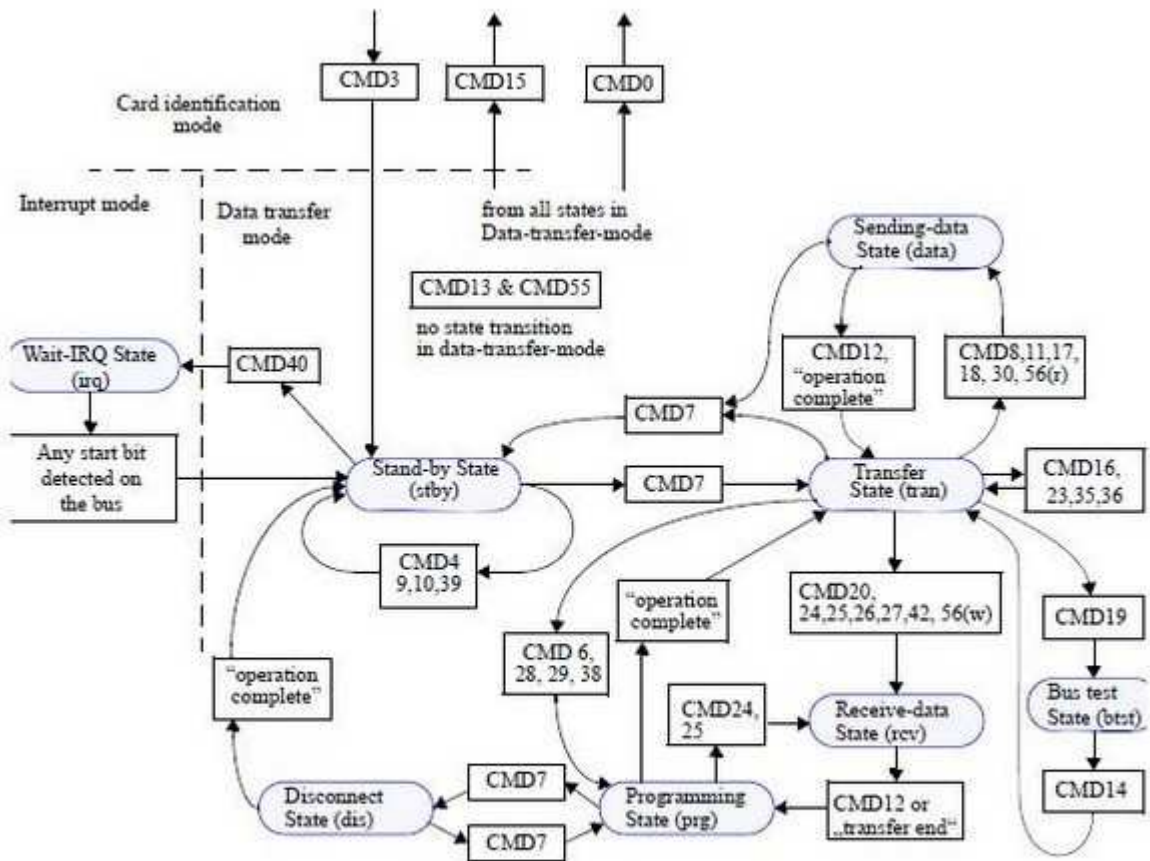 CMD3
CMD15
CMD0
Card identification
mode
Interrupt mode
Data transfer
mode
from all states in
Data-transfer-mode
Sending-data
State (data)
CMD13 & CMD55
no state transition
in data-transfer-mode
Wait-IRQ State
(irq)
CMD40
CMD12,
“operation
complete”
CMD8,11,17,
18, 30, 56(r)
CMD7
Any start bit
detected on
the bus
Stand-by State
(stby)
CMD7
Transfer
State (tran)
CMD16,
23,35,36
CMD4
9,10,39
“operation
complete”
CMD20,
24,25,26,27,42, 56(w)
CMD19
CMD 6,
28, 29, 38
“operation
complete”
CMD24,
25
Receive-data
State (rcv)
Bus test
State (btst)
CMD7
Disconnect
State (dis)
CMD7
Programming
State (prg)
CMD12 or
„transfer end“
CMD14